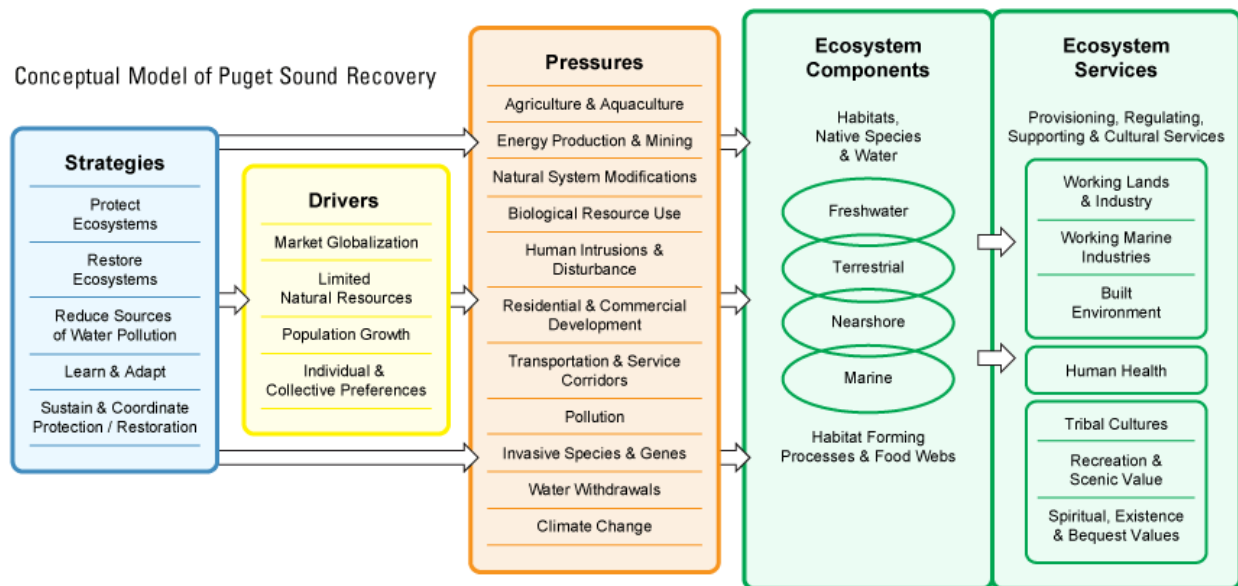 Conceptual Model of Puget Sound Recovery
Strategies
Protect
Ecosystems
Restore
Ecosystems
Reduce Sources
of Water Pollution
Learn & Adapt
Sustain & Coordinate
Protection / Restoration
Drivers
Market Globalization
Limited
Natural Resources
Population Growth
Individual &
Collective Preferences
Pressures
Agriculture & Aquaculture
Energy Production & Mining
Natural System Modifications
Biological Resource Use
Human Intrusions &
Disturbance
Residential & Commercial
Development
Transportation & Service
Corridors
Pollution
Invasive Species & Genes
Water Withdrawals
Climate Change
Ecosystem
Components
Habitats,
Native Species
& Water
Freshwater
Terrestrial
Nearshore
Marine
Habitat Forming
Processes & Food Webs
Ecosystem
Services
Provisioning, Regulating,
Supporting & Cultural Services
Working Lands
& Industry
Working Marine
Industries
Built
Environment
Human Health
Tribal Cultures
Recreation &
Scenic Value
Spiritual, Existence
& Bequest Values